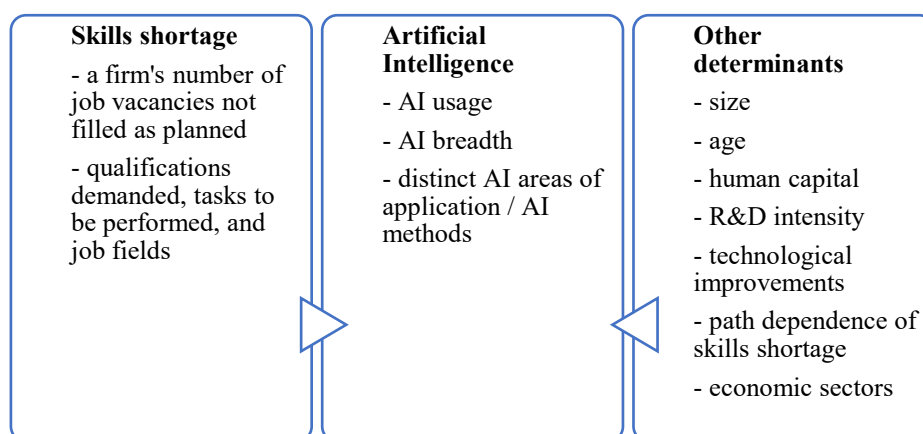 Skills shortage
- a firm's number of
job vacancies not
filled as planned
- qualifications
demanded, tasks to
be performed, and
job fields
Artificial
Intelligence
- AI usage
- AI breadth
- distinct AI areas of
application / AI
methods
Other
determinants
- size
- age
- human capital
- R&D intensity
- technological
improvements
- path dependence of
skills shortage
- economic sectors